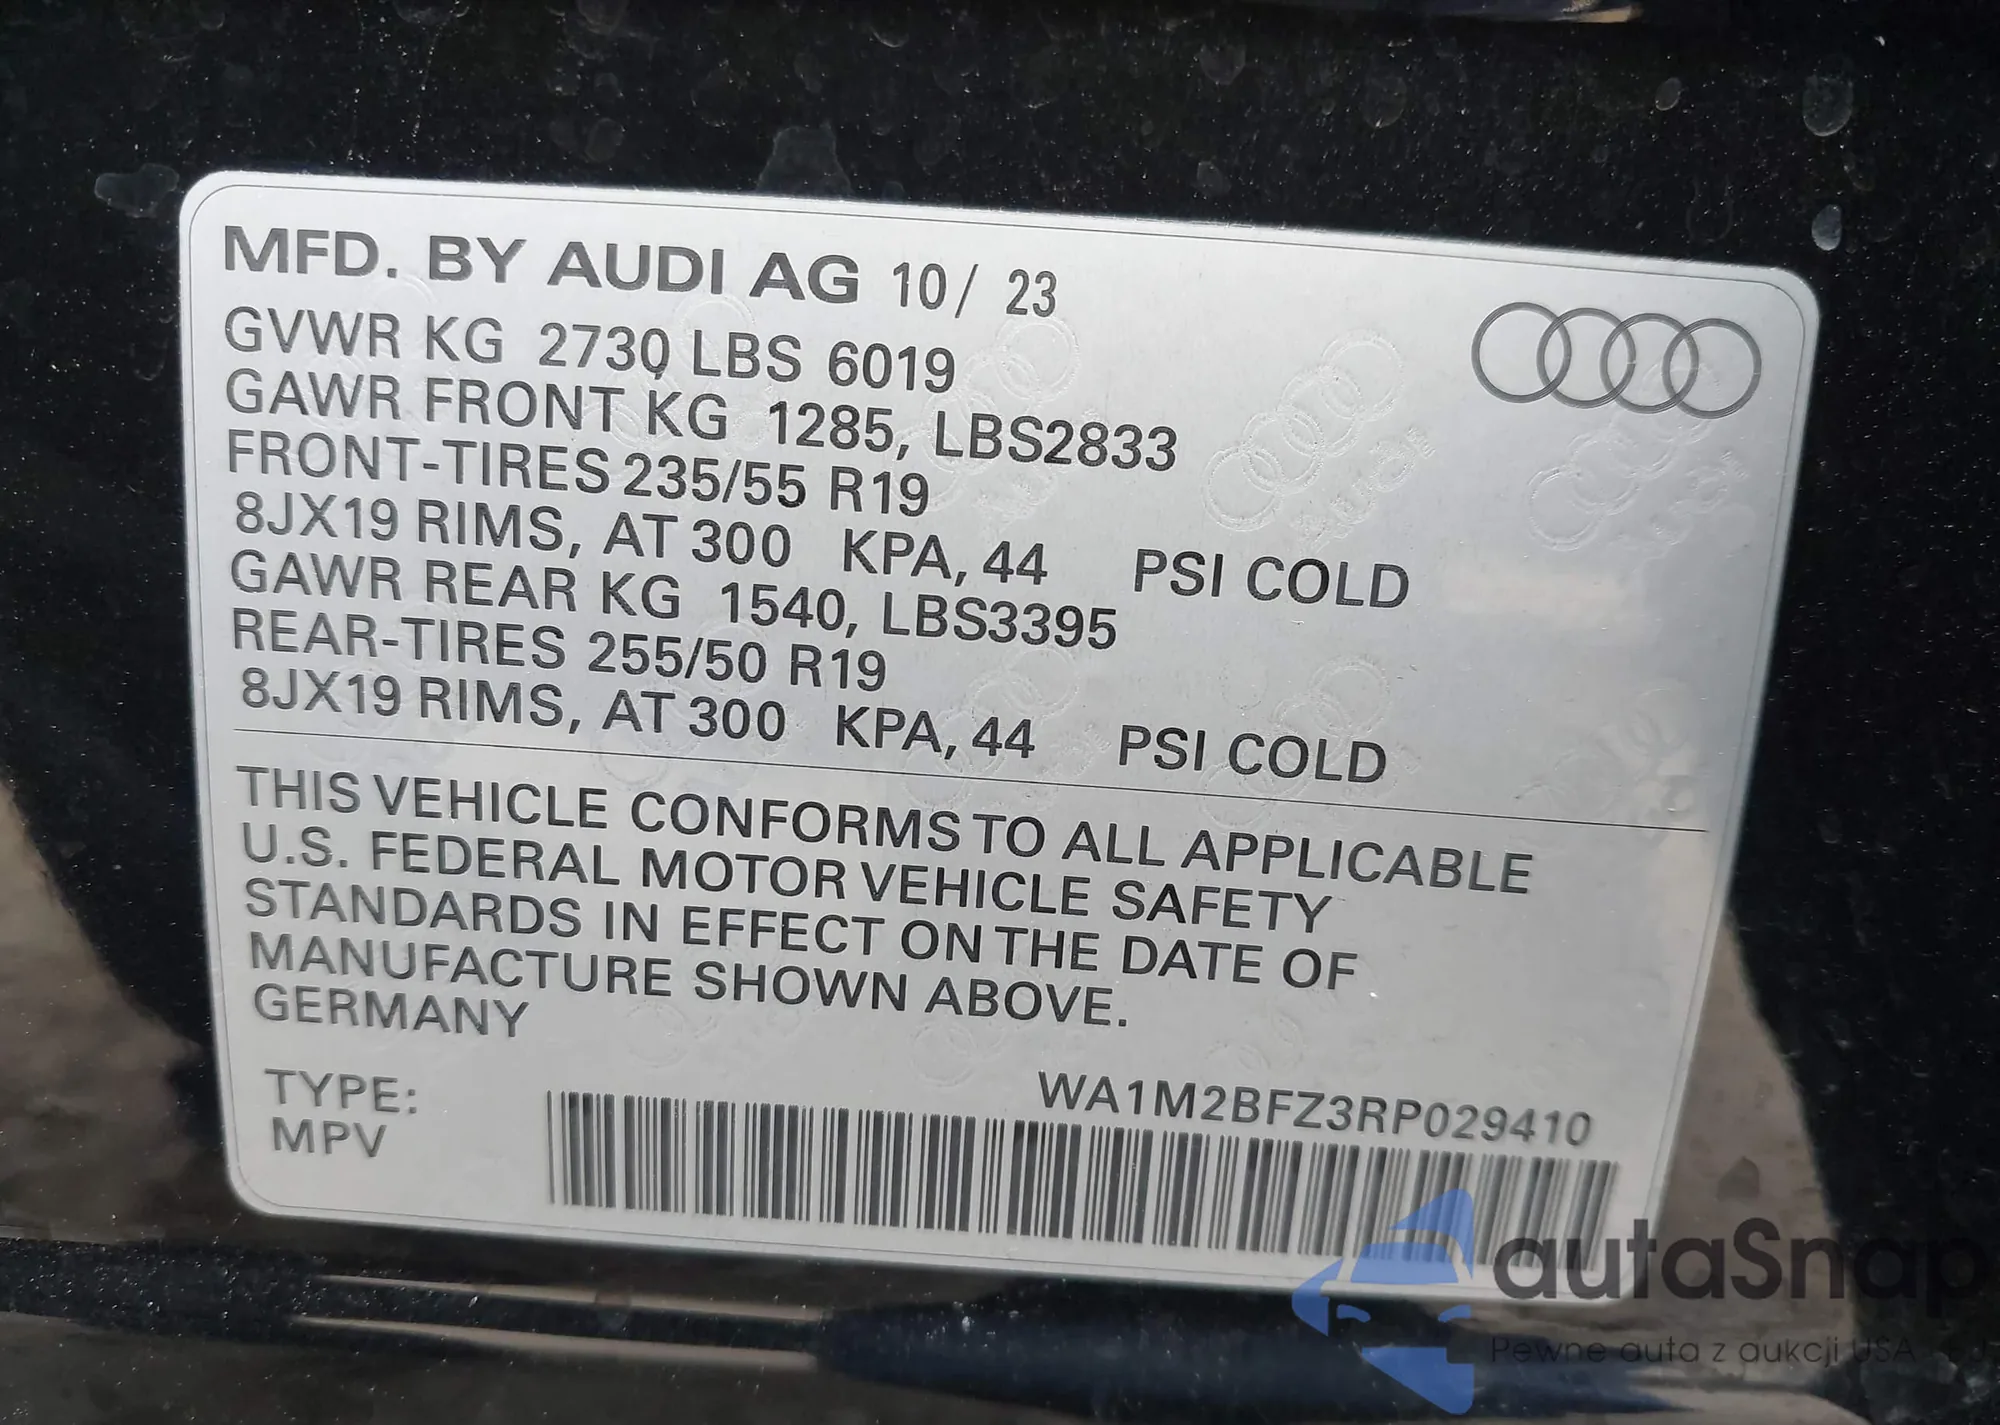 MFD. BY AUDI AG 10/ 23
GVWR KG 2730 LBS 6019
GAWR FRONT KG 1285, LBS2833
FRONT-TIRES 235/55 R19
8JX19 RIMS, AT 300 KPA, 44 PSI COLD
GAWR REAR KG 1540, LBS3395
REAR-TIRES 255/50 R19
8JX19 RIMS, AT 300 KPA, 44 PSI COLD
THIS VEHICLE CONFORMS TO ALL APPLICABLE
U.S. FEDERAL MOTOR VEHICLE SAFETY
STANDARDS IN EFFECT ON THE DATE OF
MANUFACTURE SHOWN ABOVE.
GERMANY
TYPE:
MPV
WA1M2BFZ3RP029410
autaSnap
Pewne auta z aukcji USA